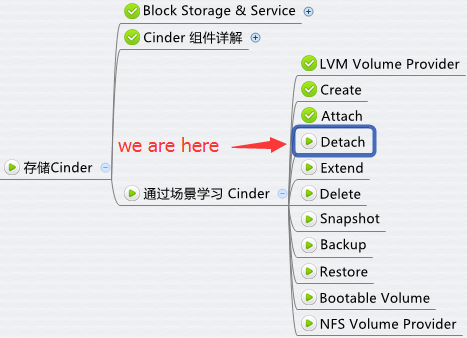 Block Storage & Service
Cinder 组件详解
LVM Volume Provider
Create
Attach
we are here
Detach
存储Cinder
Extend
通过场景学习 Cinder
Delete
Snapshot
Backup
Restore
Bootable Volume
NFS Volume Provider